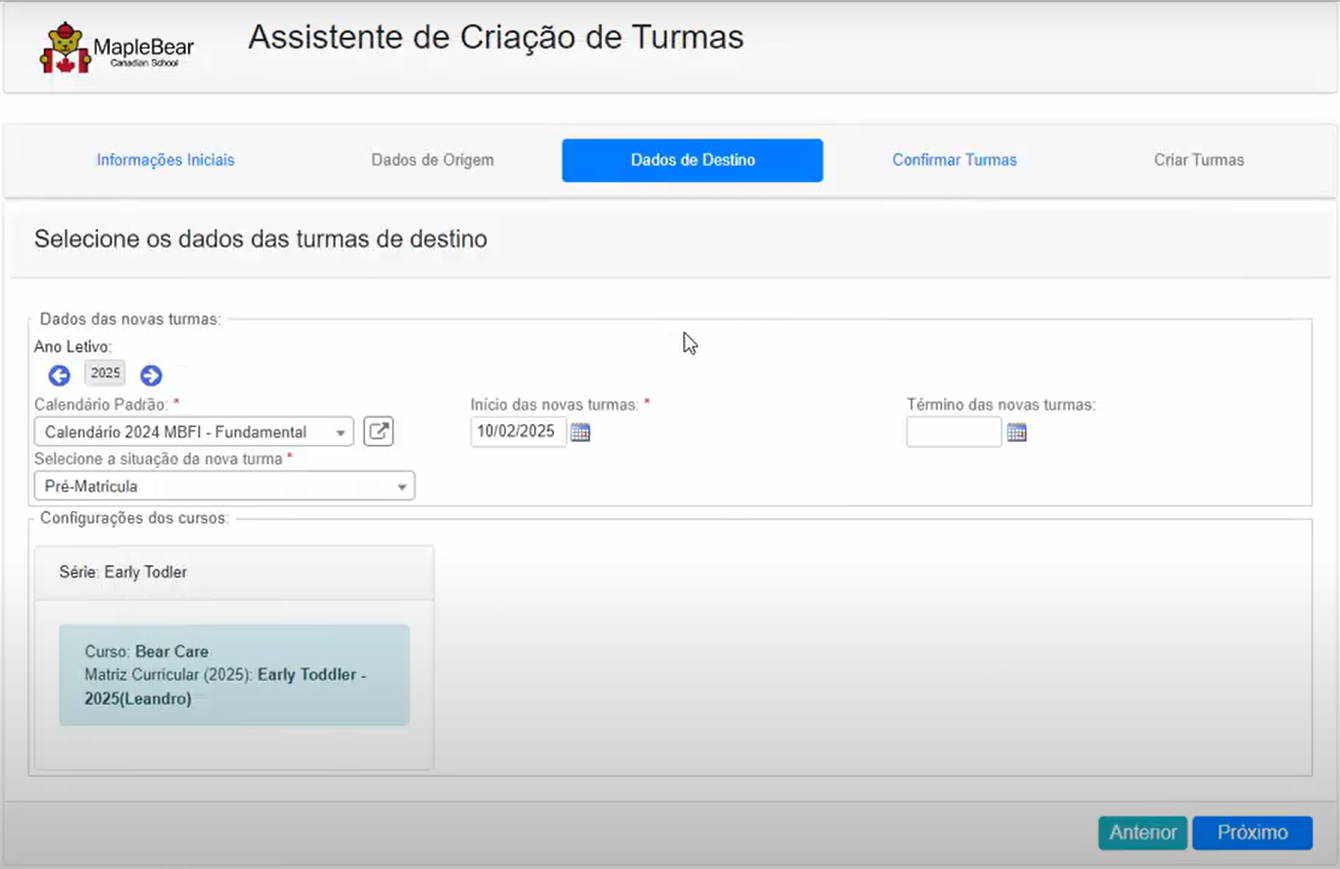 MapleBear
Canadian School
Assistente de Criação de Turmas
Informações Iniciais
Dados de Origem
Dados de Destino
Confirmar Turmas
Criar Turmas
Selecione os dados das turmas de destino
Dados das novas turmas:
Ano Letivo:
2025
Calendário Padrão: *
Início das novas turmas: *
Término das novas turmas:
Calendário 2024 MBFI - Fundamental
10/02/2025
Selecione a situação da nova turma *
Pré-Matrícula
Configurações dos cursos:
Série: Early Todler
Curso: Bear Care
Matriz Curricular (2025): Early Toddler -
2025(Leandro)
Anterior
Próximo